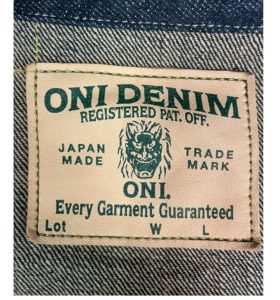 ONI DENIM
REGISTERED PAT. OFF.
JAPAN TRADE
MADE MARK
ONI.
Every Garment Guaranteed
Lot W L